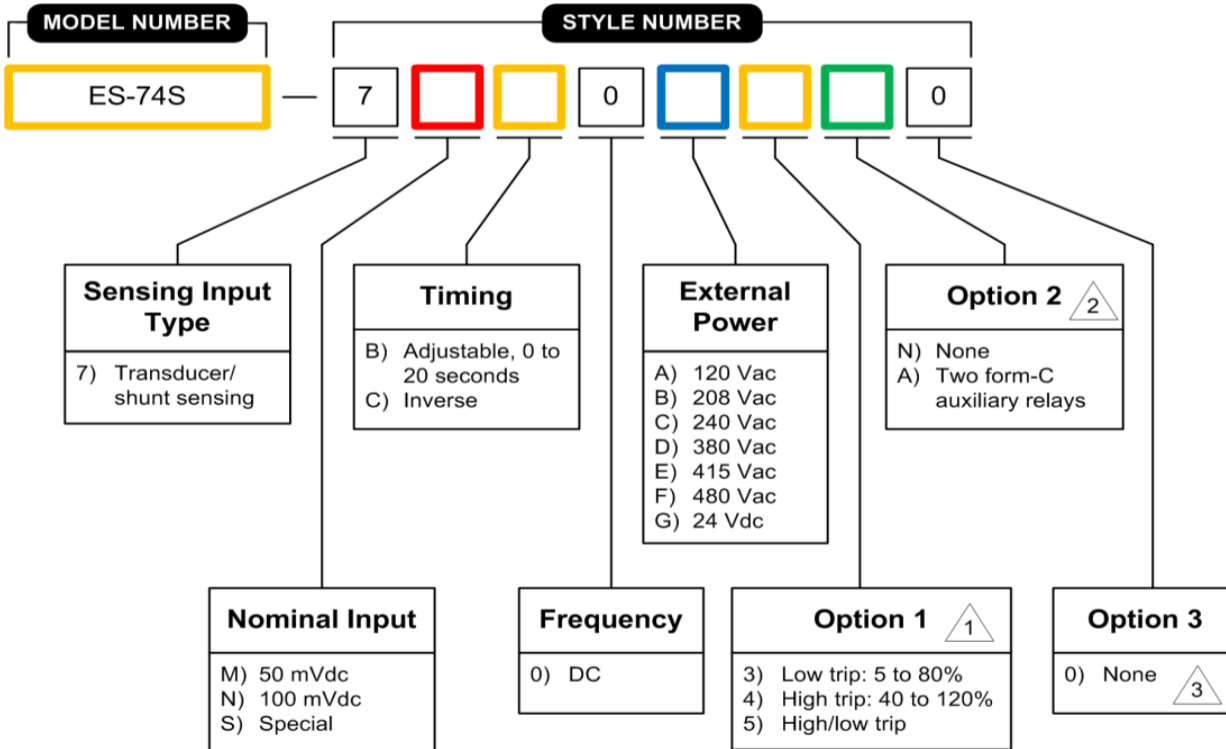 MODEL NUMBER
STYLE NUMBER
ES-74S
7
0
0
Sensing Input
Type
7) Transducer/
shunt sensing
Timing
B) Adjustable, 0 to
20 seconds
C) Inverse
External
Power
A) 120 Vac
B) 208 Vac
C) 240 Vac
D) 380 Vac
E) 415 Vac
F) 480 Vac
G) 24 Vdc
Option 2
2
N) None
A) Two form-C
auxiliary relays
Nominal Input
M) 50 mVdc
N) 100 mVdc
S) Special
Frequency
0) DC
Option 1
1
3) Low trip: 5 to 80%
4) High trip: 40 to 120%
5) High/low trip
Option 3
0) None
3